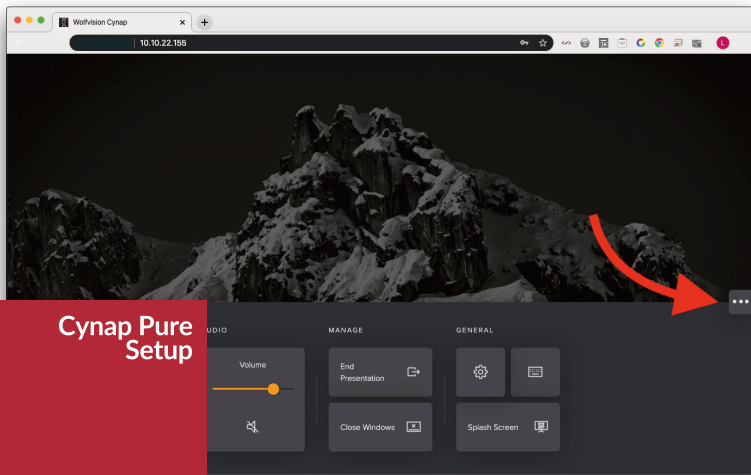 Wolfvision Cynap
10.10.22.155
L
Cynap Pure
Setup
UDIO
MANAGE
GENERAL
Volume
End
Presentation
Close Windows
Splash Screen